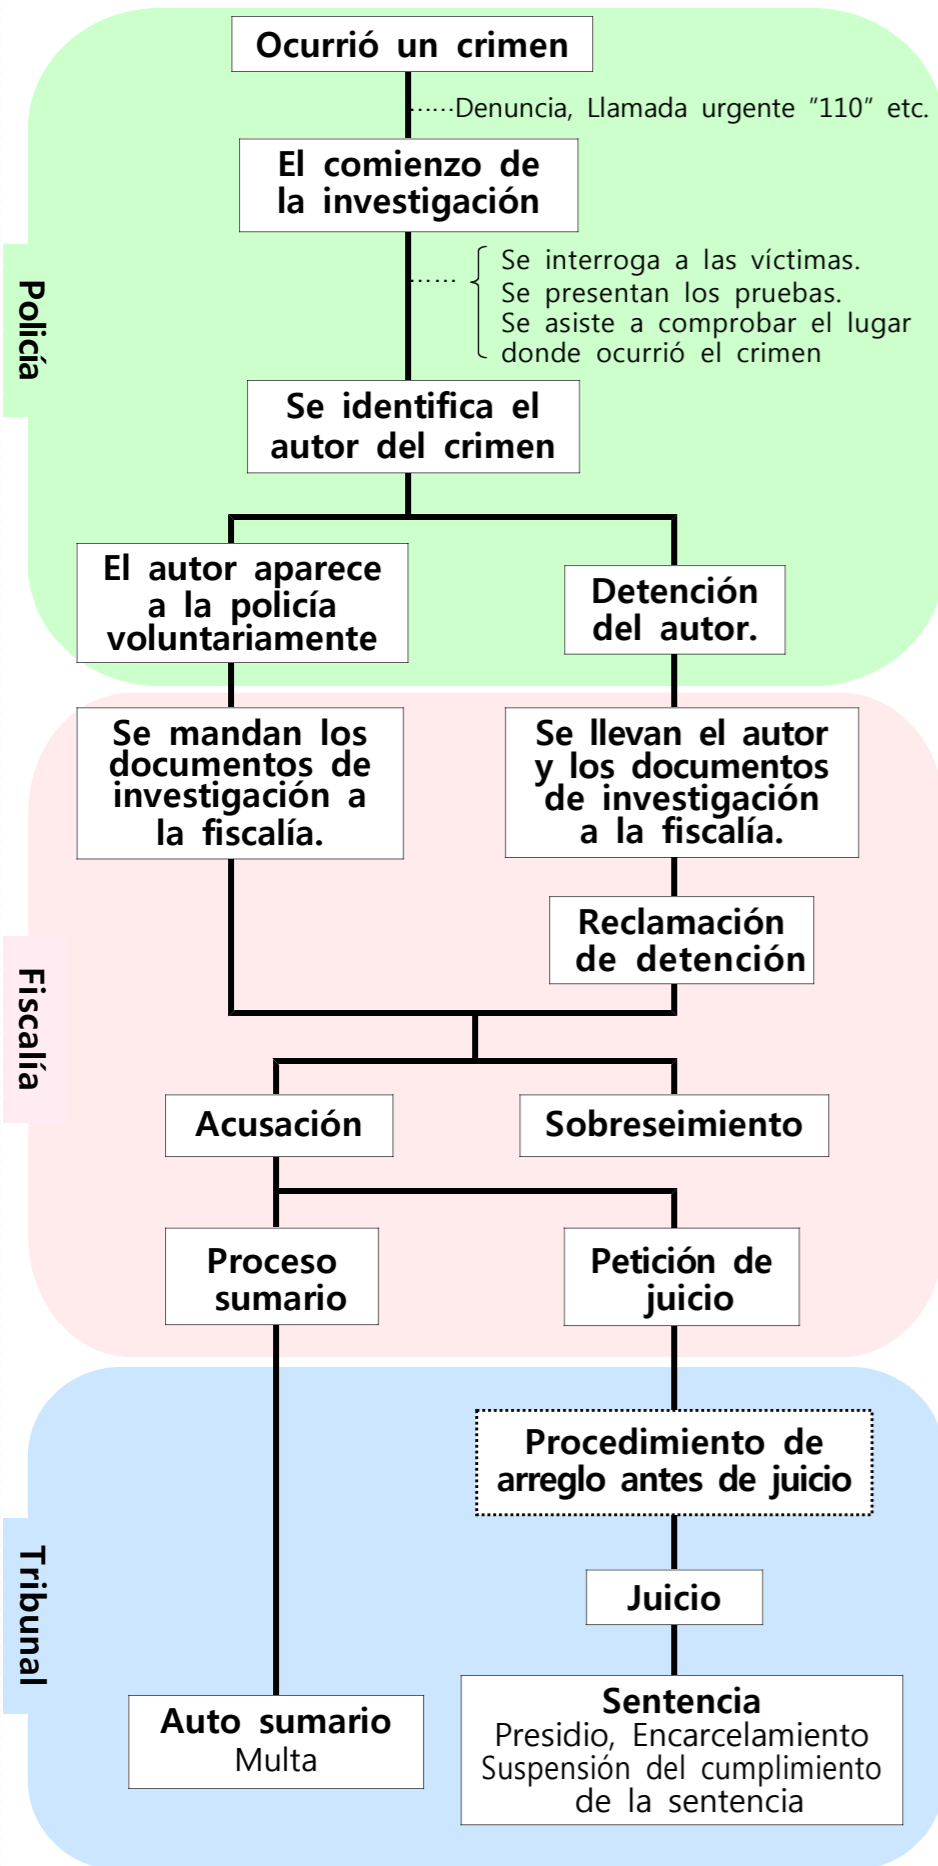 Ocurrió un crimen
······Denuncia, Llamada urgente "110" etc.
El comienzo de
la investigación
Se interroga a las víctimas.
Se presentan los pruebas.
Se asiste a comprobar el lugar
donde ocurrió el crimen
Policía
Se identifica el
autor del crimen
El autor aparece
a la policía
voluntariamente
Detención
del autor.
Se mandan los
documentos de
investigación a
la fiscalía.
Se llevan el autor
y los documentos
de investigación
a la fiscalía.
Reclamación
de detención
Fiscalía
Acusación
Sobreseimiento
Proceso
sumario
Petición de
juicio
Procedimiento de
arreglo antes de juicio
Tribunal
Juicio
Auto sumario
Multa
Sentencia
Presidio, Encarcelamiento
Suspensión del cumplimiento
de la sentencia